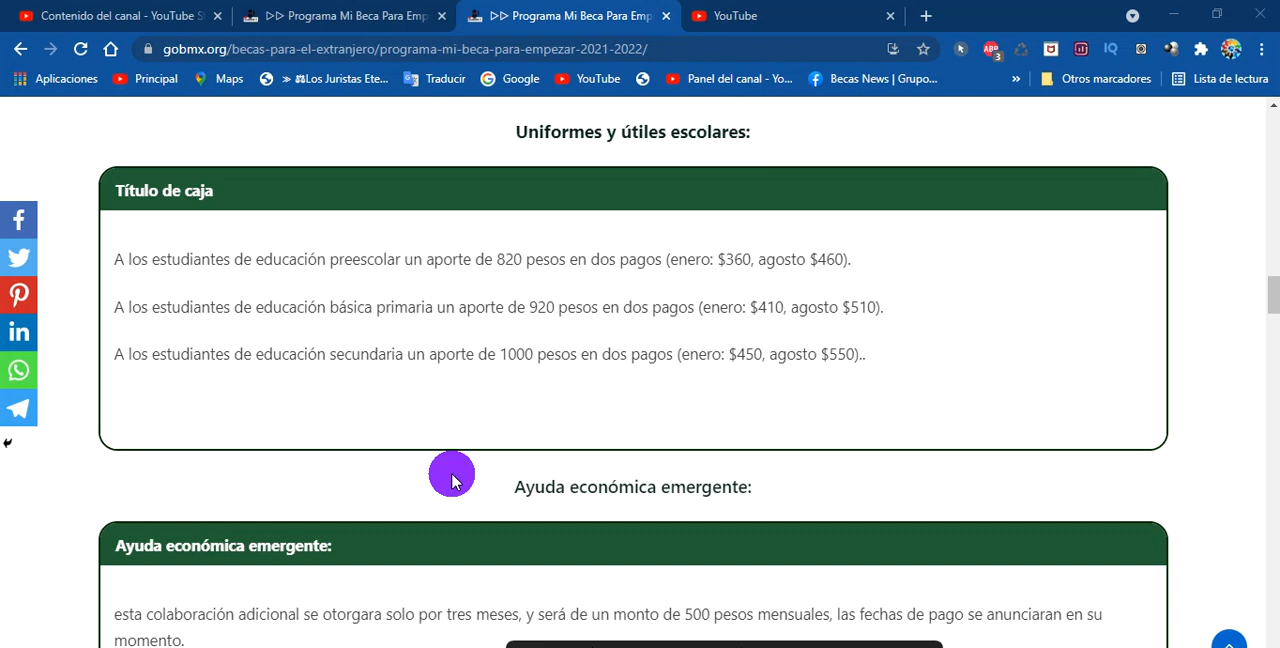 Contenido del canal - YouTube S
▷▷ Programa Mi Beca Para Emp
▷▷ Programa Mi Beca Para Emp
YouTube
gobmx.org/becas-para-el-extranjero/programa-mi-beca-para-empezar-2021-2022/
ABP
3
IQ
Aplicaciones
Principal
Maps
» ⚖Los Juristas Ete...
Traducir
Google
YouTube
Panel del canal - Yo...
Becas News | Grupo...
»
Otros marcadores
Lista de lectura
Uniformes y útiles escolares:
Título de caja
A los estudiantes de educación preescolar un aporte de 820 pesos en dos pagos (enero: $360, agosto $460).
A los estudiantes de educación básica primaria un aporte de 920 pesos en dos pagos (enero: $410, agosto $510).
A los estudiantes de educación secundaria un aporte de 1000 pesos en dos pagos (enero: $450, agosto $550)..
Ayuda económica emergente:
Ayuda económica emergente:
esta colaboración adicional se otorgara solo por tres meses, y será de un monto de 500 pesos mensuales, las fechas de pago se anunciaran en su
momento.